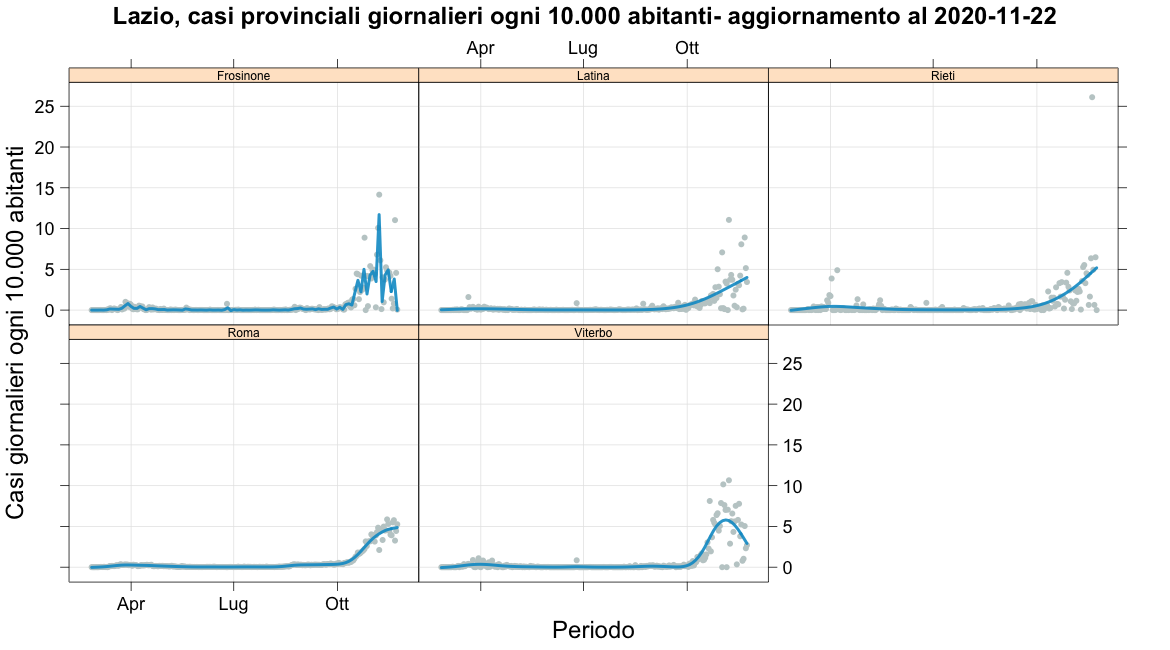 Lazio, casi provinciali giornalieri ogni 10.000 abitanti- aggiornamento al 2020-11-22
Apr Lug Ott
Frosinone Latina Rieti
25
20
15
10
5
0
Casi giornalieri ogni 10.000 abitanti
Roma Viterbo
25
20
15
10
5
0
Apr Lug Ott
Periodo